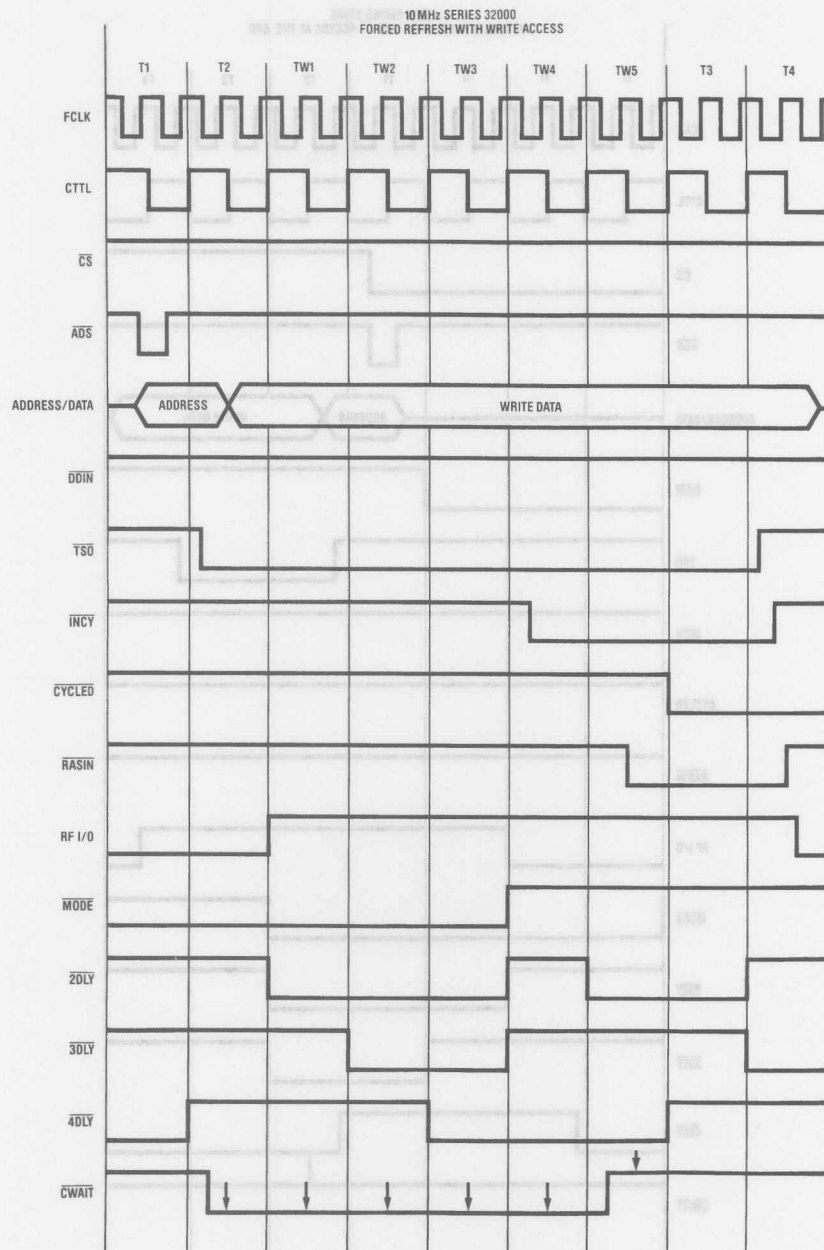 10 MHz SERIES 32000
FORCED REFRESH WITH WRITE ACCESS
T1 T2 TW1 TW2 TW3 TW4 TW5 T3 T4
FCLK
CTTL
CS
ADS
ADDRESS/DATA ADDRESS WRITE DATA
DDIN
TSO
INCY
CYCLED
RASIN
RF I/O
MODE
2DLY
3DLY
4DLY
CWAIT